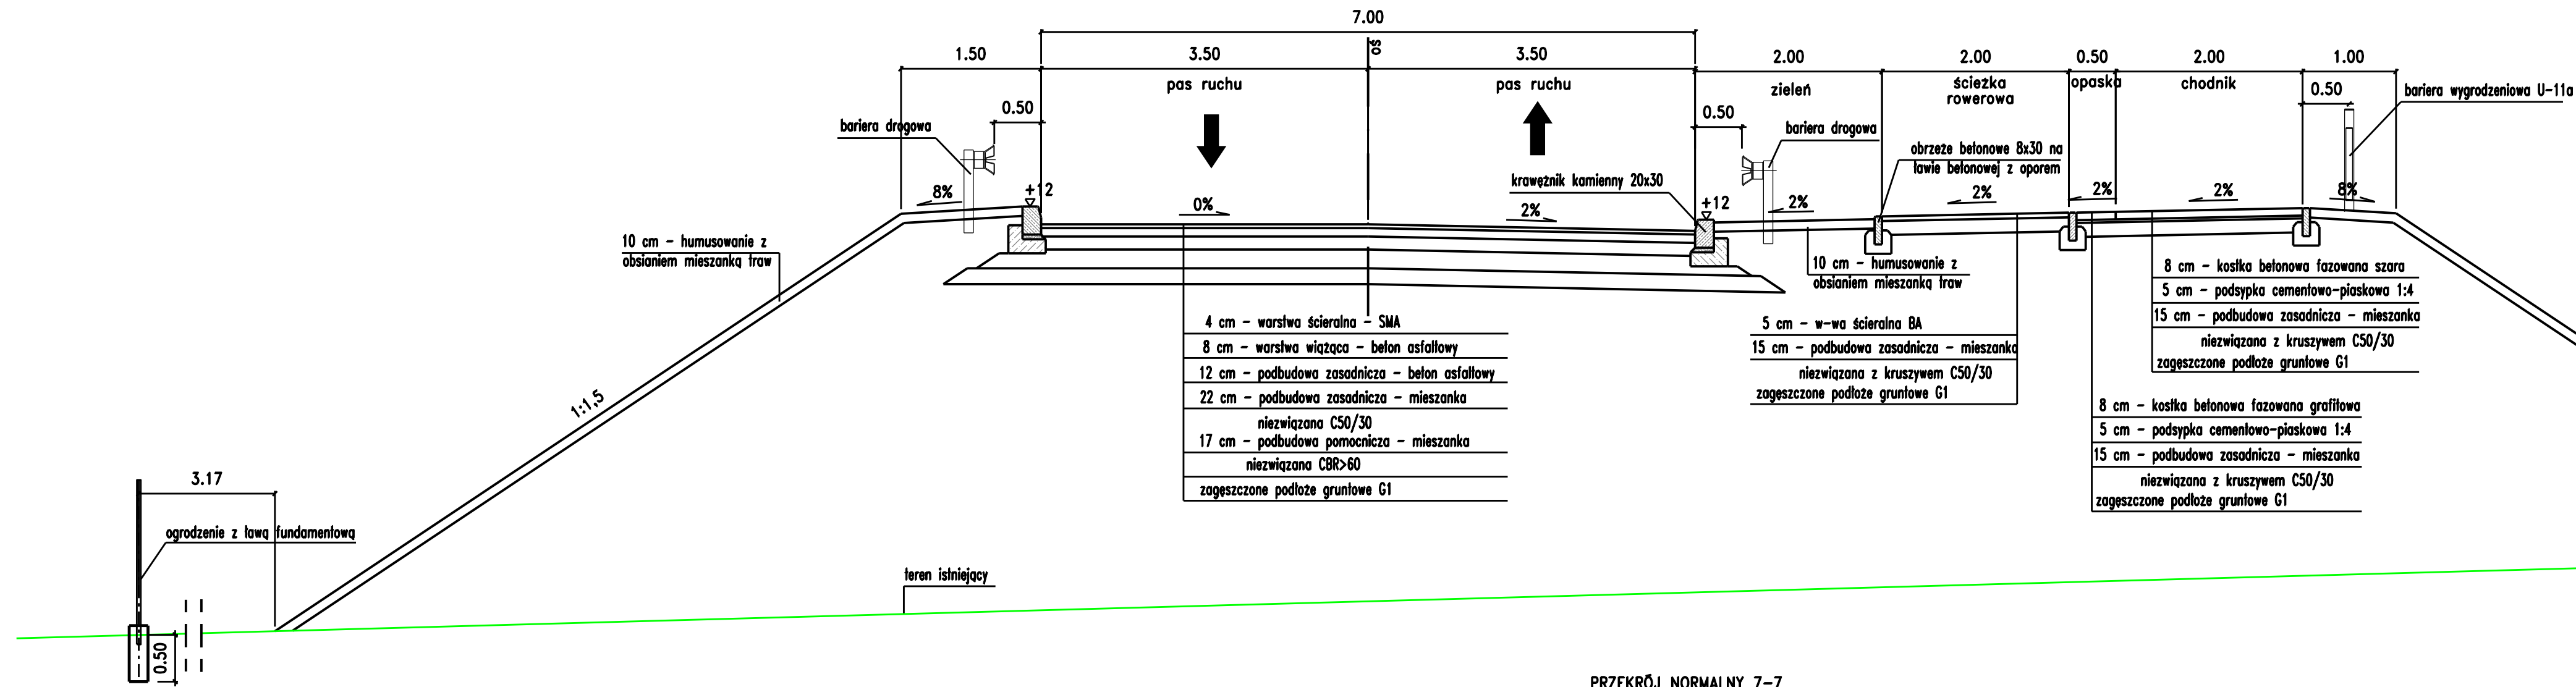 7.00
1.50
3.50
oś
3.50
2.00
2.00
0.50
2.00
1.00
pas ruchu
pas ruchu
zieleń
ścieżka
rowerowa
opaska
chodnik
0.50
bariera wygrodzeniowa U-11a
0.50
0.50
bariera drogowa
bariera drogowa
obrzeże betonowe 8x30 na
ławie betonowej z oporem
krawężnik kamienny 20x30
8%
+12
0%
2%
+12
2%
2%
2%
2%
8%
10 cm - humusowanie z
obsianiem mieszanką traw
10 cm - humusowanie z
obsianiem mieszanką traw
4 cm - warstwa ścieralna - SMA
8 cm - warstwa wiążąca - beton asfaltowy
12 cm - podbudowa zasadnicza - beton asfaltowy
22 cm - podbudowa zasadnicza - mieszanka
niezwiązana C50/30
17 cm - podbudowa pomocnicza - mieszanka
niezwiązana CBR>60
zagęszczone podłoże gruntowe G1
5 cm - w-wa ścieralna BA
15 cm - podbudowa zasadnicza - mieszanka
niezwiązana z kruszywem C50/30
zagęszczone podłoże gruntowe G1
8 cm - kostka betonowa fazowana szara
5 cm - podsypka cementowo-piaskowa 1:4
15 cm - podbudowa zasadnicza - mieszanka
niezwiązana z kruszywem C50/30
zagęszczone podłoże gruntowe G1
8 cm - kostka betonowa fazowana grafitowa
5 cm - podsypka cementowo-piaskowa 1:4
15 cm - podbudowa zasadnicza - mieszanka
niezwiązana z kruszywem C50/30
zagęszczone podłoże gruntowe G1
1:1,5
3.17
ogrodzenie z ławą fundamentową
teren istniejący
0.50
PRZEKRÓJ NORMALNY 7-7